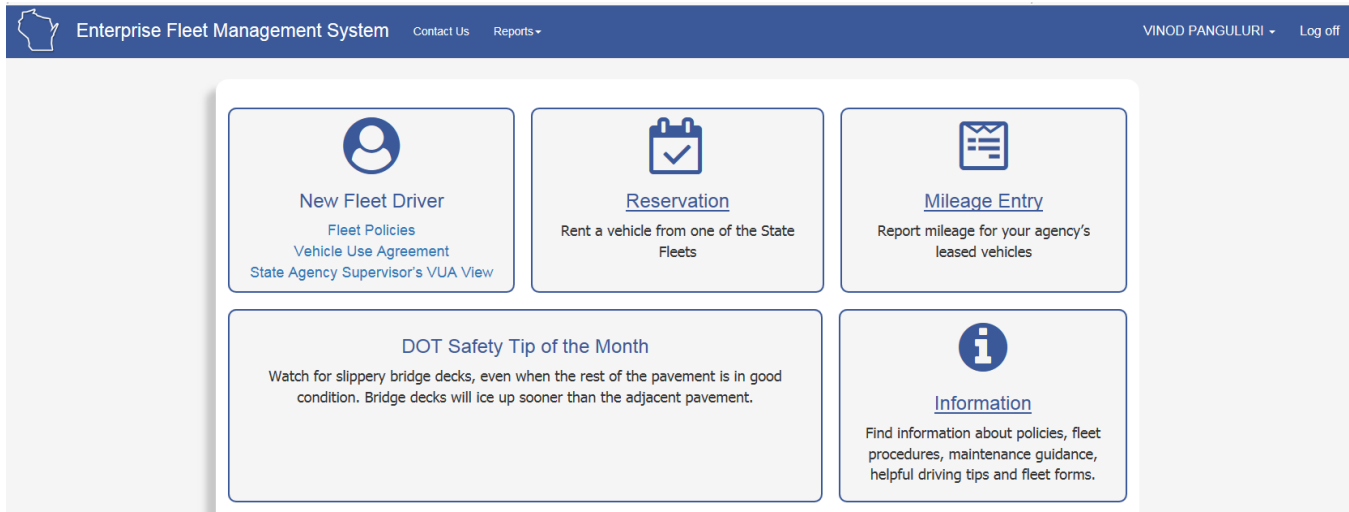 Enterprise Fleet Management System Contact Us Reports VINOD PANGULURI Log off
New Fleet Driver
Fleet Policies
Vehicle Use Agreement
State Agency Supervisor's VUA View
Reservation
Rent a vehicle from one of the State
Fleets
Mileage Entry
Report mileage for your agency’s
leased vehicles
DOT Safety Tip of the Month
Watch for slippery bridge decks, even when the rest of the pavement is in good
condition. Bridge decks will ice up sooner than the adjacent pavement.
Information
Find information about policies, fleet
procedures, maintenance guidance,
helpful driving tips and fleet forms.